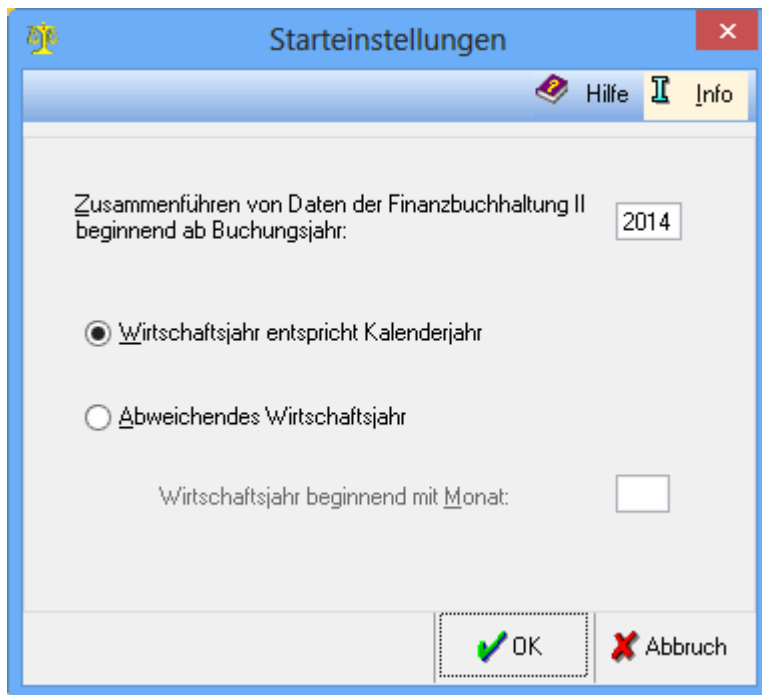 Starteinstellungen
Hilfe Info
Zusammenführen von Daten der Finanzbuchhaltung II
beginnend ab Buchungsjahr: 2014
Wirtschaftsjahr entspricht Kalenderjahr
Abweichendes Wirtschaftsjahr
Wirtschaftsjahr beginnend mit Monat:
OK Abbruch